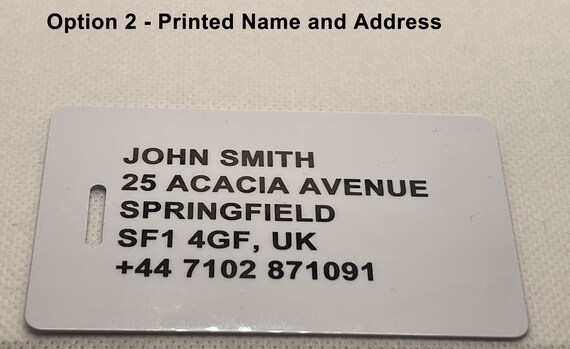 Option 2 - Printed Name and Address
JOHN SMITH
25 ACACIA AVENUE
SPRINGFIELD
SF1 4GF, UK
+44 7102 871091